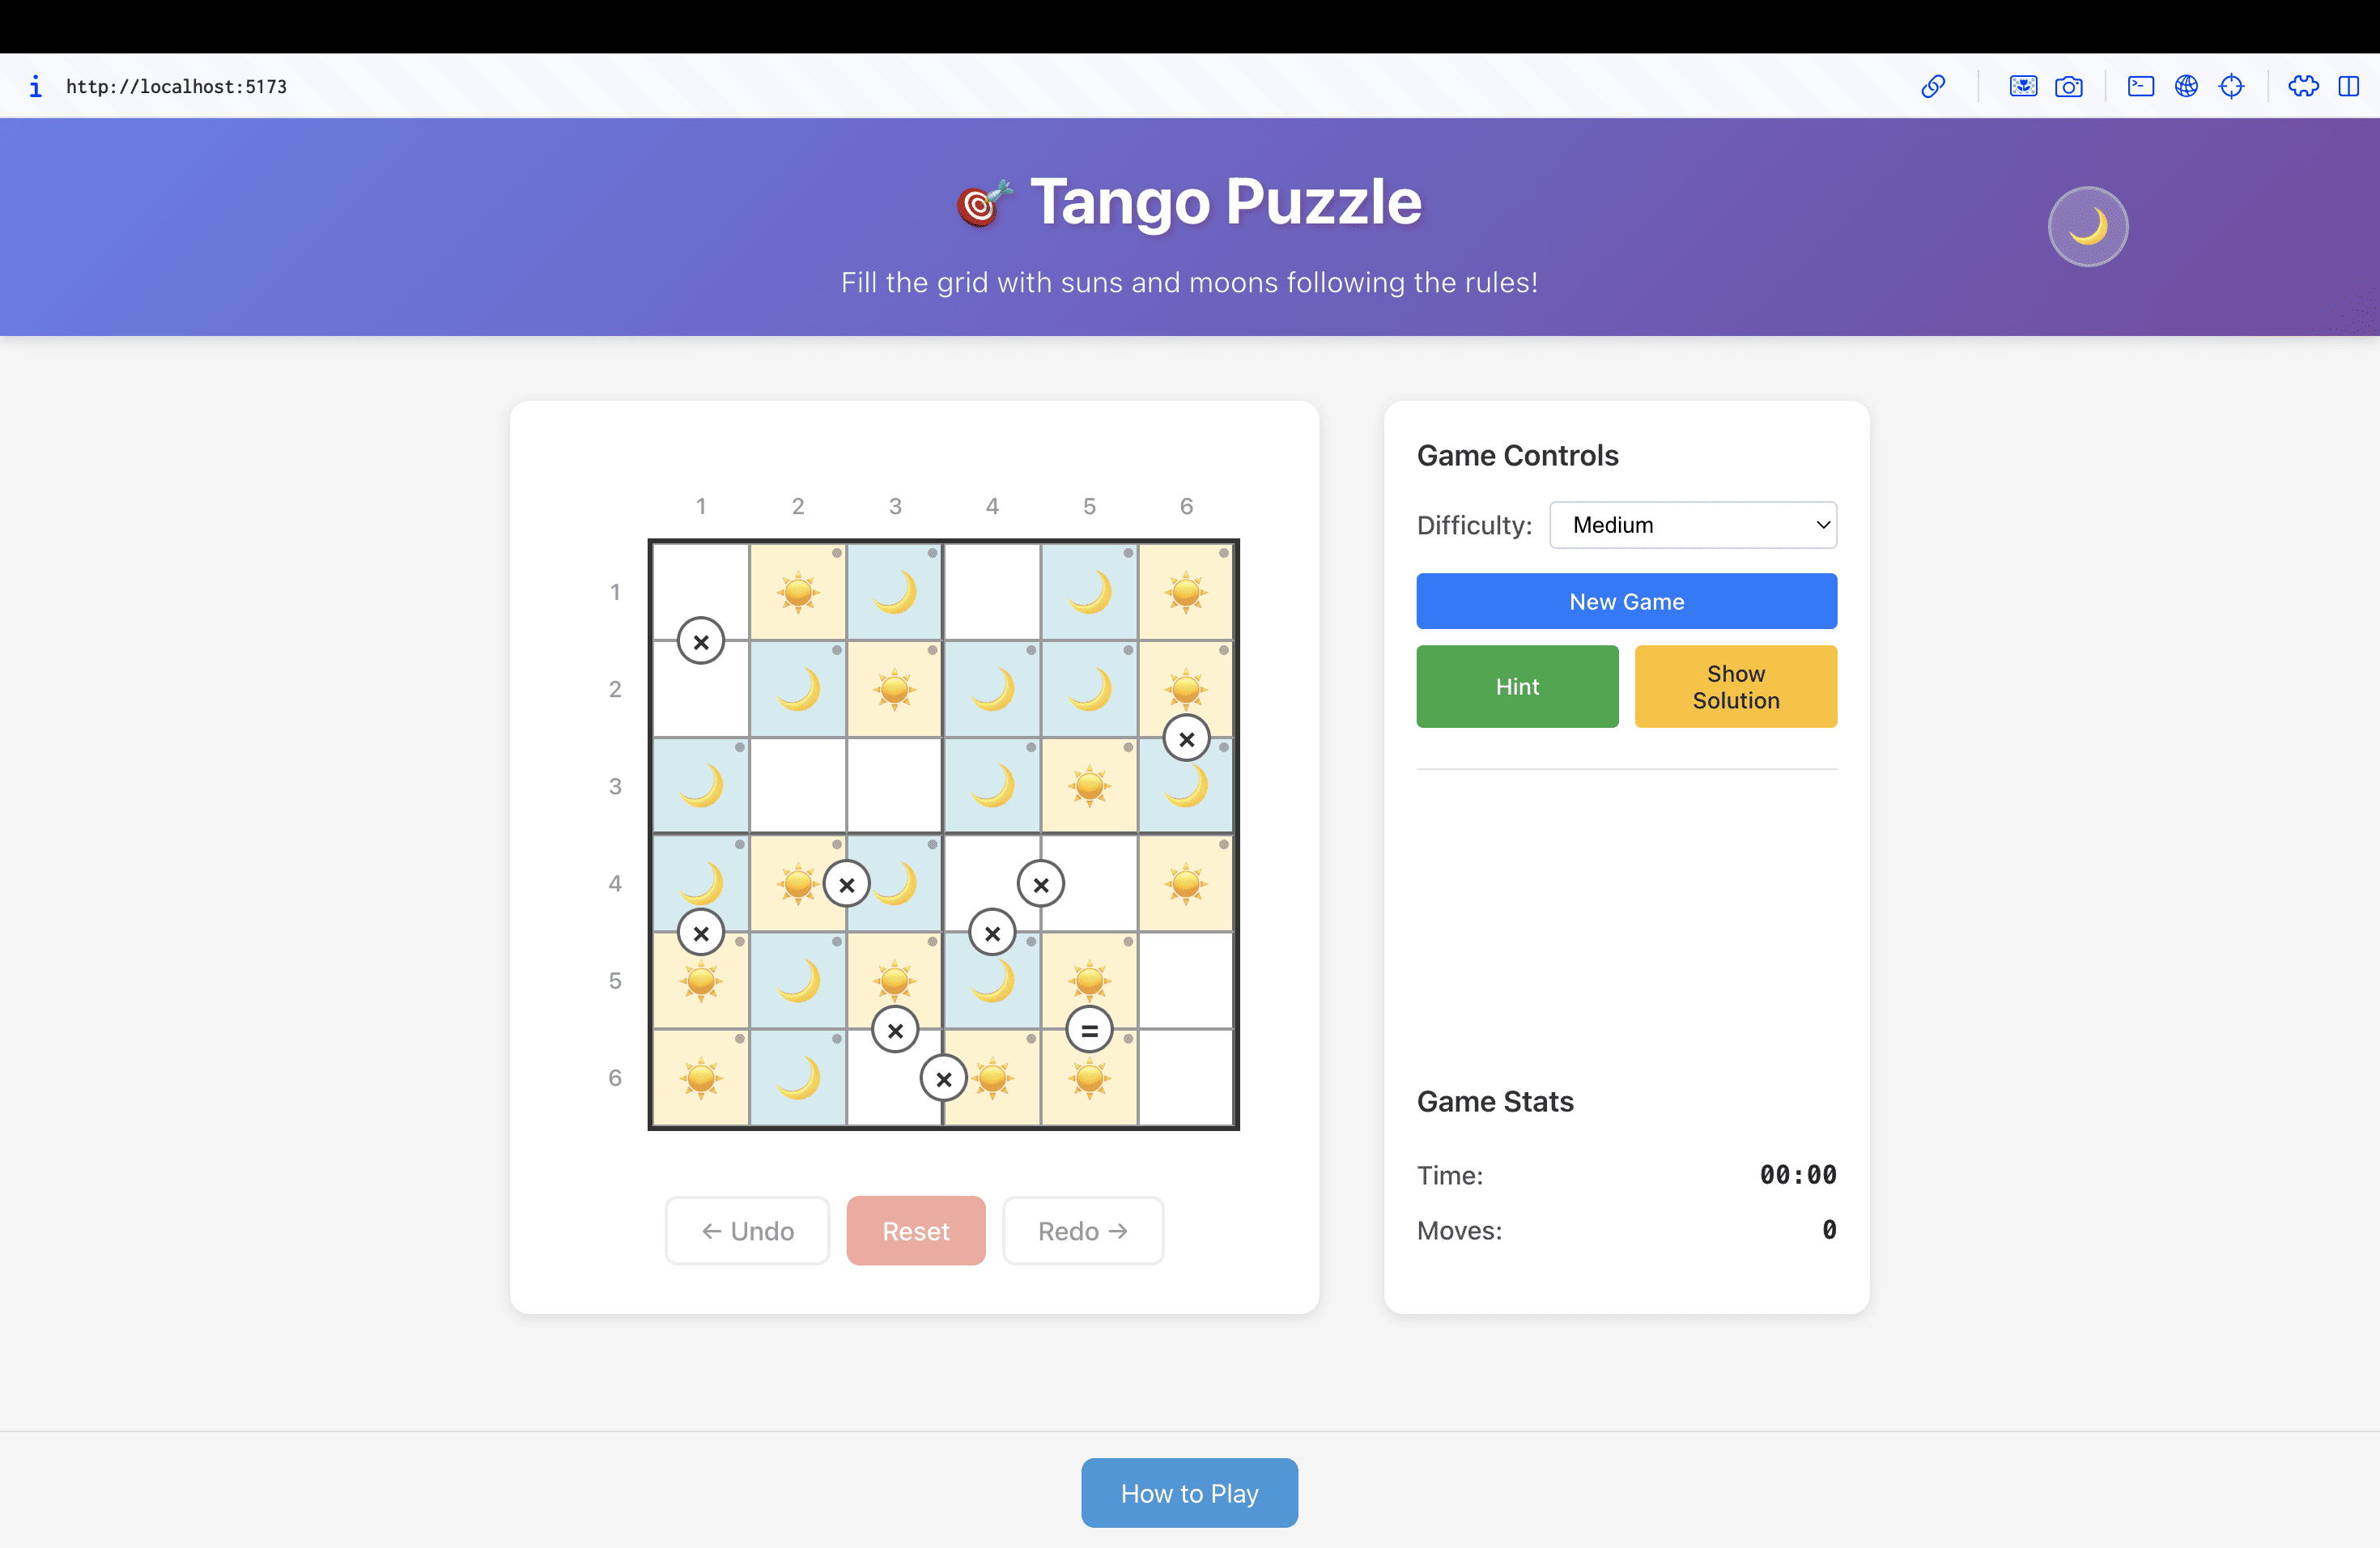 http://localhost:5173
Tango Puzzle
Fill the grid with suns and moons following the rules!
1 2 3 4 5 6
1
×
2
×
3
4
× ×
× ×
5
× =
6
×
← Undo
Reset
Redo →
Game Controls
Difficulty: Medium
New Game
Hint
Show
Solution
Game Stats
Time: 00:00
Moves: 0
How to Play